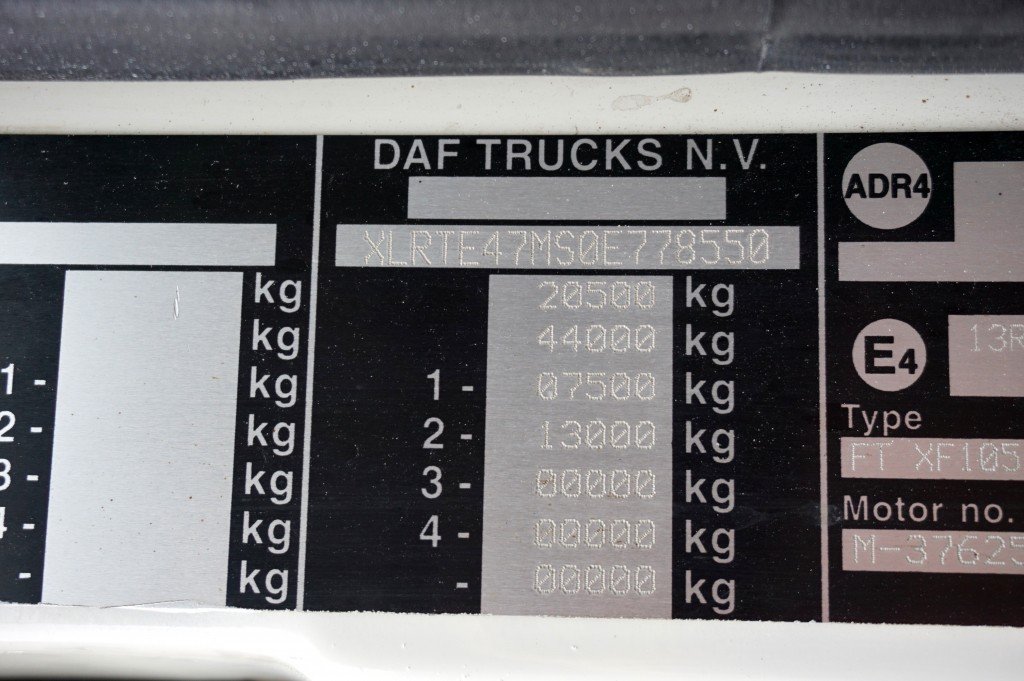 DAF TRUCKS N.V.
XLRTE47MS0E778550
kg
kg
1 - kg
2 - kg
3 - kg
4 - kg
- kg
20500 kg
44000 kg
1 - 07500 kg
2 - 13000 kg
3 - 00000 kg
4 - 00000 kg
- 00000 kg
ADR4
E4
13R
Type
FT XF105
Motor no.
M-37625